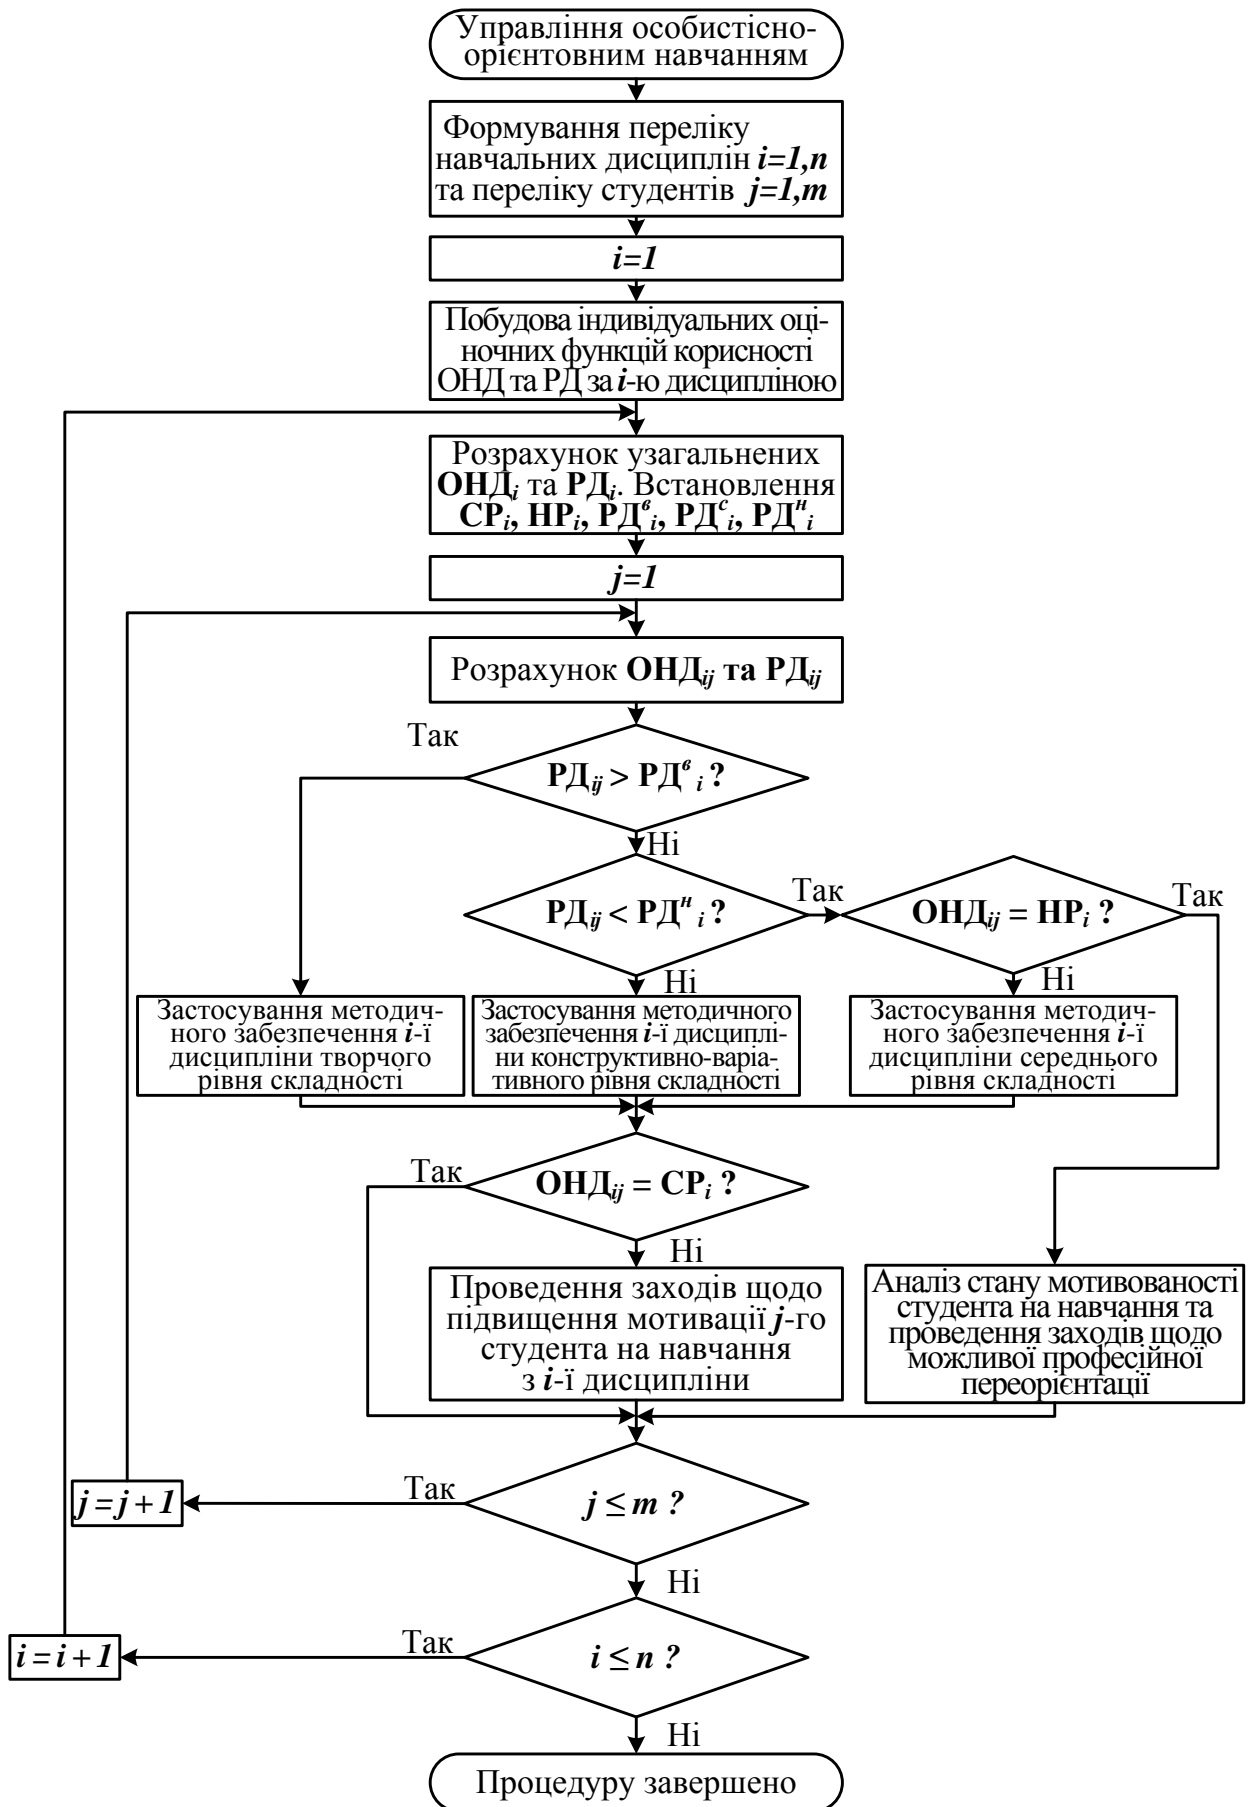 Управління особистісно-
орієнтовним навчанням
Формування переліку
навчальних дисциплін i=1,n
та переліку студентів j=1,m
i=1
Побудова індивідуальних оці-
ночних функцій корисності
ОНД та РД за i-ю дисципліною
Розрахунок узагальнених
ОНДi та РДi. Встановлення
СРi, НРi, РДвi, РДсi, РДнi
j=1
Розрахунок ОНДij та РДij
Так
РДij > РДвi ?
Ні
РДij < РДнi ?
Так
ОНДij = НРi ?
Так
Ні
Ні
Застосування методич-
ного забезпечення i-ї
дисципліни творчого
рівня складності
Застосування методичного
забезпечення i-ї дисциплі-
ни конструктивно-варіа-
тивного рівня складності
Застосування методич-
ного забезпечення i-ї
дисципліни середнього
рівня складності
Так
ОНДij = СРi ?
Ні
Проведення заходів щодо
підвищення мотивації j-го
студента на навчання
з i-ї дисципліни
Аналіз стану мотивованості
студента на навчання та
проведення заходів щодо
можливої професійної
переорієнтації
j = j + 1
Так
j ≤ m ?
Ні
i = i + 1
Так
i ≤ n ?
Ні
Процедуру завершено